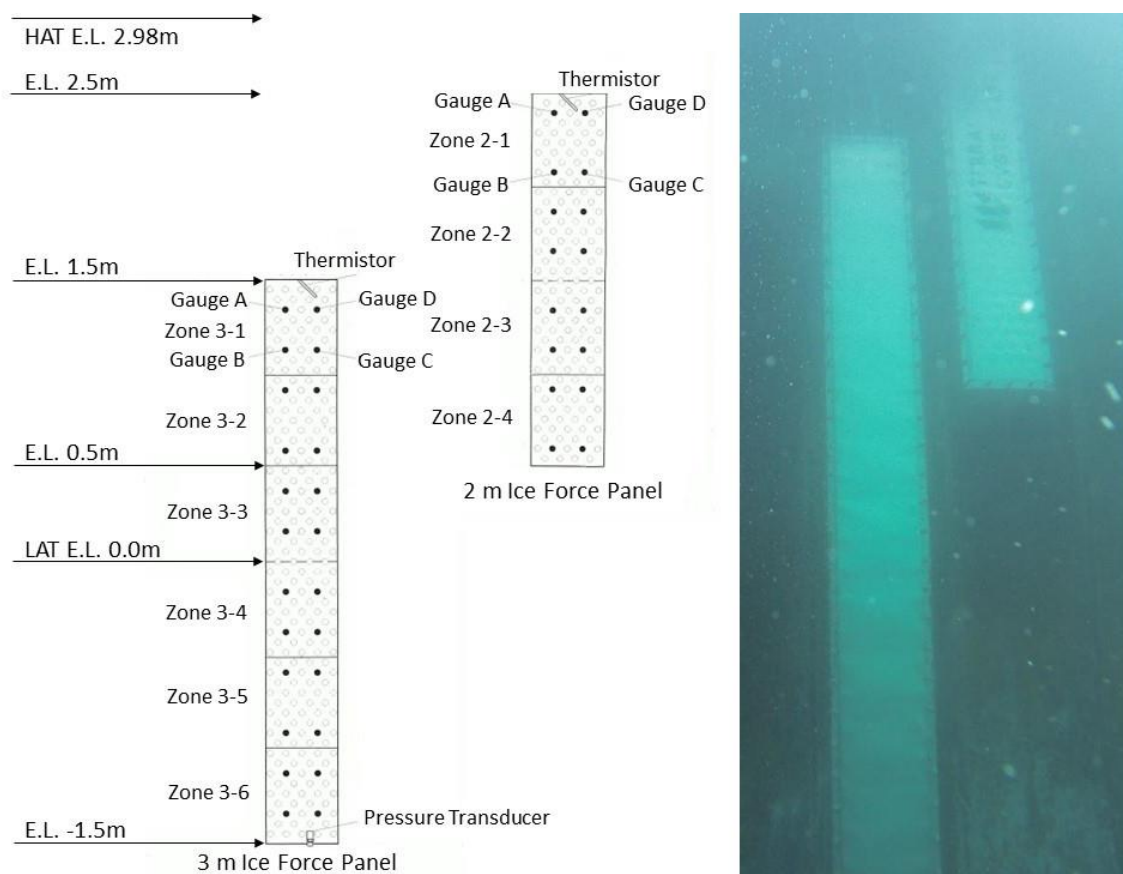 HAT E.L. 2.98m
E.L. 2.5m
Thermistor
Gauge A
Gauge D
Zone 2-1
Gauge B
Gauge C
Zone 2-2
E.L. 1.5m
Thermistor
Gauge A
Gauge D
Zone 2-3
Zone 3-1
Gauge B
Gauge C
Zone 3-2
Zone 2-4
E.L. 0.5m
2 m Ice Force Panel
Zone 3-3
LAT E.L. 0.0m
Zone 3-4
Zone 3-5
Zone 3-6
Pressure Transducer
E.L. -1.5m
3 m Ice Force Panel